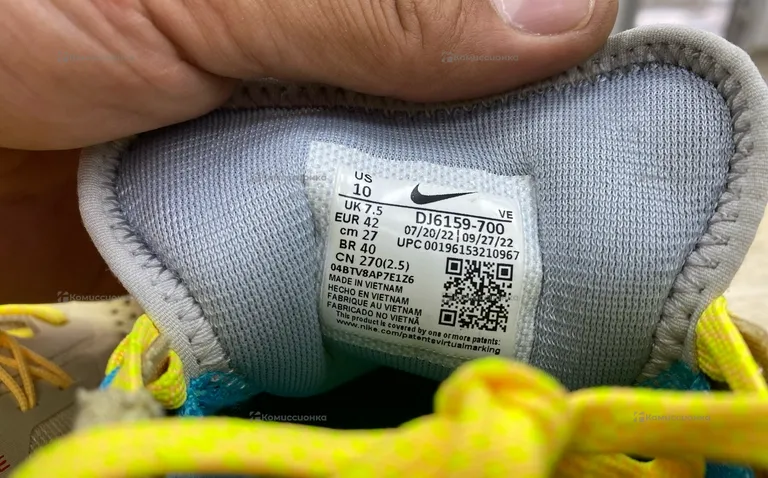 US
10
UK 7.5
EUR 42
cm 27
BR 40
CN 270(2.5)
VE
DJ6159-700
07/20/22 | 09/27/22
UPC 00196153210967
04BTV8AP7E1Z6
MADE IN VIETNAM
HECHO EN VIETNAM
FABRIQUE AU VIETNAM
FABRICADO NO VIETNÃ
This product is covered by one or more patents:
www.nike.com/patentsvirtualmarking
Комиссионка
Комиссионка
Комиссионка
Комиссионка
Комиссионка